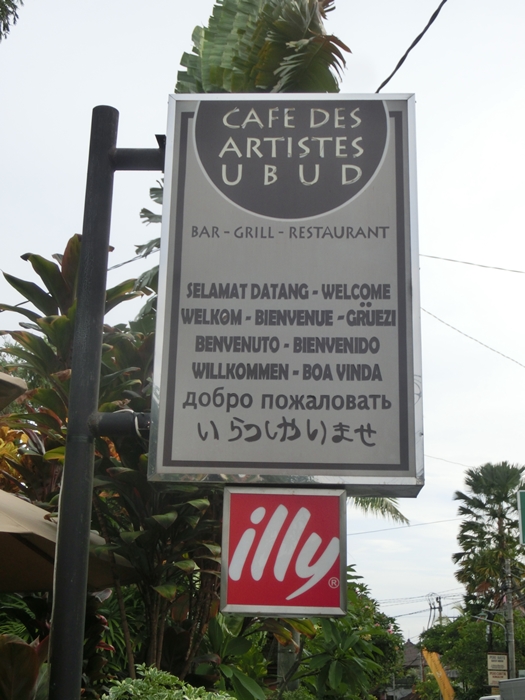 CAFE DES
ARTISTES
UBUD
BAR - GRILL - RESTAURANT
SELAMAT DATANG - WELCOME
WELKOM - BIENVENUE - GRÜEZI
BENVENUTO - BIENVENIDO
WILLKOMMEN - BOA VINDA
добро пожаловать
いらっしゃいませ
illy®